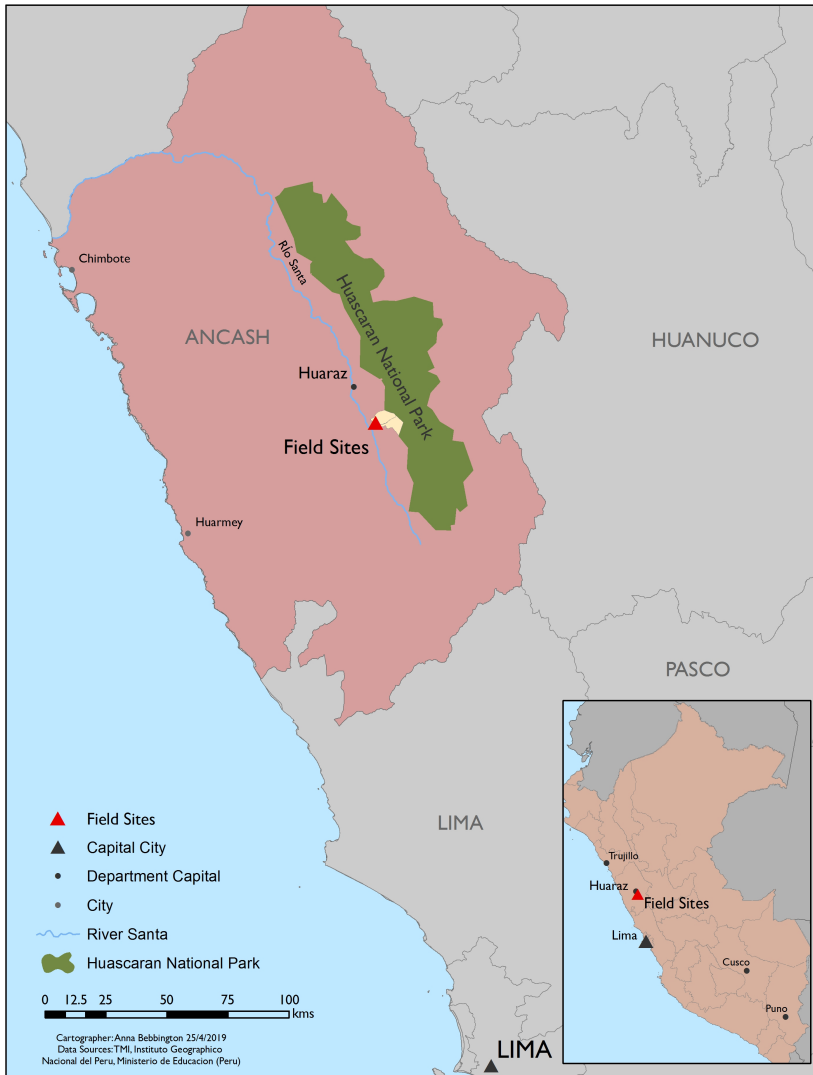 Chimbote
Río Santa
ANCASH
Huascaran National Park
HUANUCO
Huaraz
Field Sites
Huarmey
PASCO
LIMA
Field Sites
Capital City
Department Capital
City
River Santa
Huascaran National Park
0 12.5 25 50 75 100
kms
Cartographer: Anna Bebbington 25/4/2019
Data Sources: TMI, Instituto Geographico
Nacional del Peru, Ministerio de Educacion (Peru)
LIMA
Trujillo
Huaraz
Field Sites
Lima
Cusco
Puno